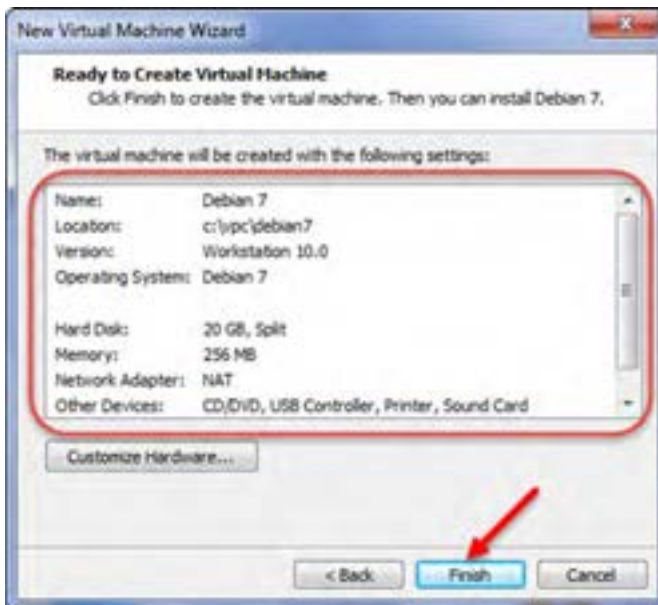 New Virtual Machine Wizard
Ready to Create Virtual Machine
Click Finish to create the virtual machine. Then you can install Debian 7.
The virtual machine will be created with the following settings:
Name: Debian 7
Location: c:\vpc\debian7
Version: Workstation 10.0
Operating System: Debian 7
Hard Disk: 20 GB, Split
Memory: 256 MB
Network Adapter: NAT
Other Devices: CD/DVD, USB Controller, Printer, Sound Card
Customize Hardware...
< Back Finish Cancel